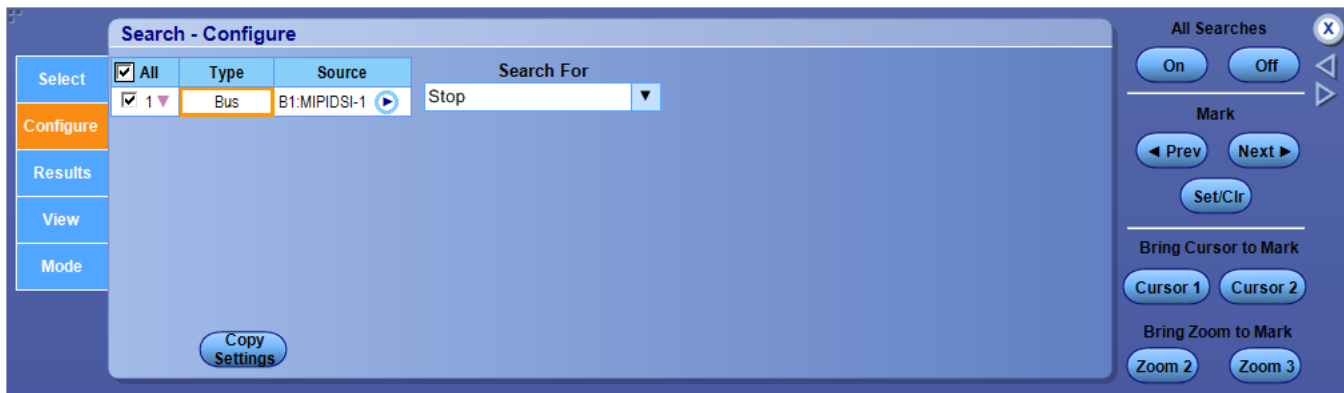 Search - Configure
All Searches
X
Select
All
Type
Source
Search For
On
Off
1
Bus
B1:MIPIDSI-1
Stop
Configure
Mark
Results
Prev
Next
View
Set/Clr
Mode
Bring Cursor to Mark
Cursor 1
Cursor 2
Copy
Settings
Bring Zoom to Mark
Zoom 2
Zoom 3